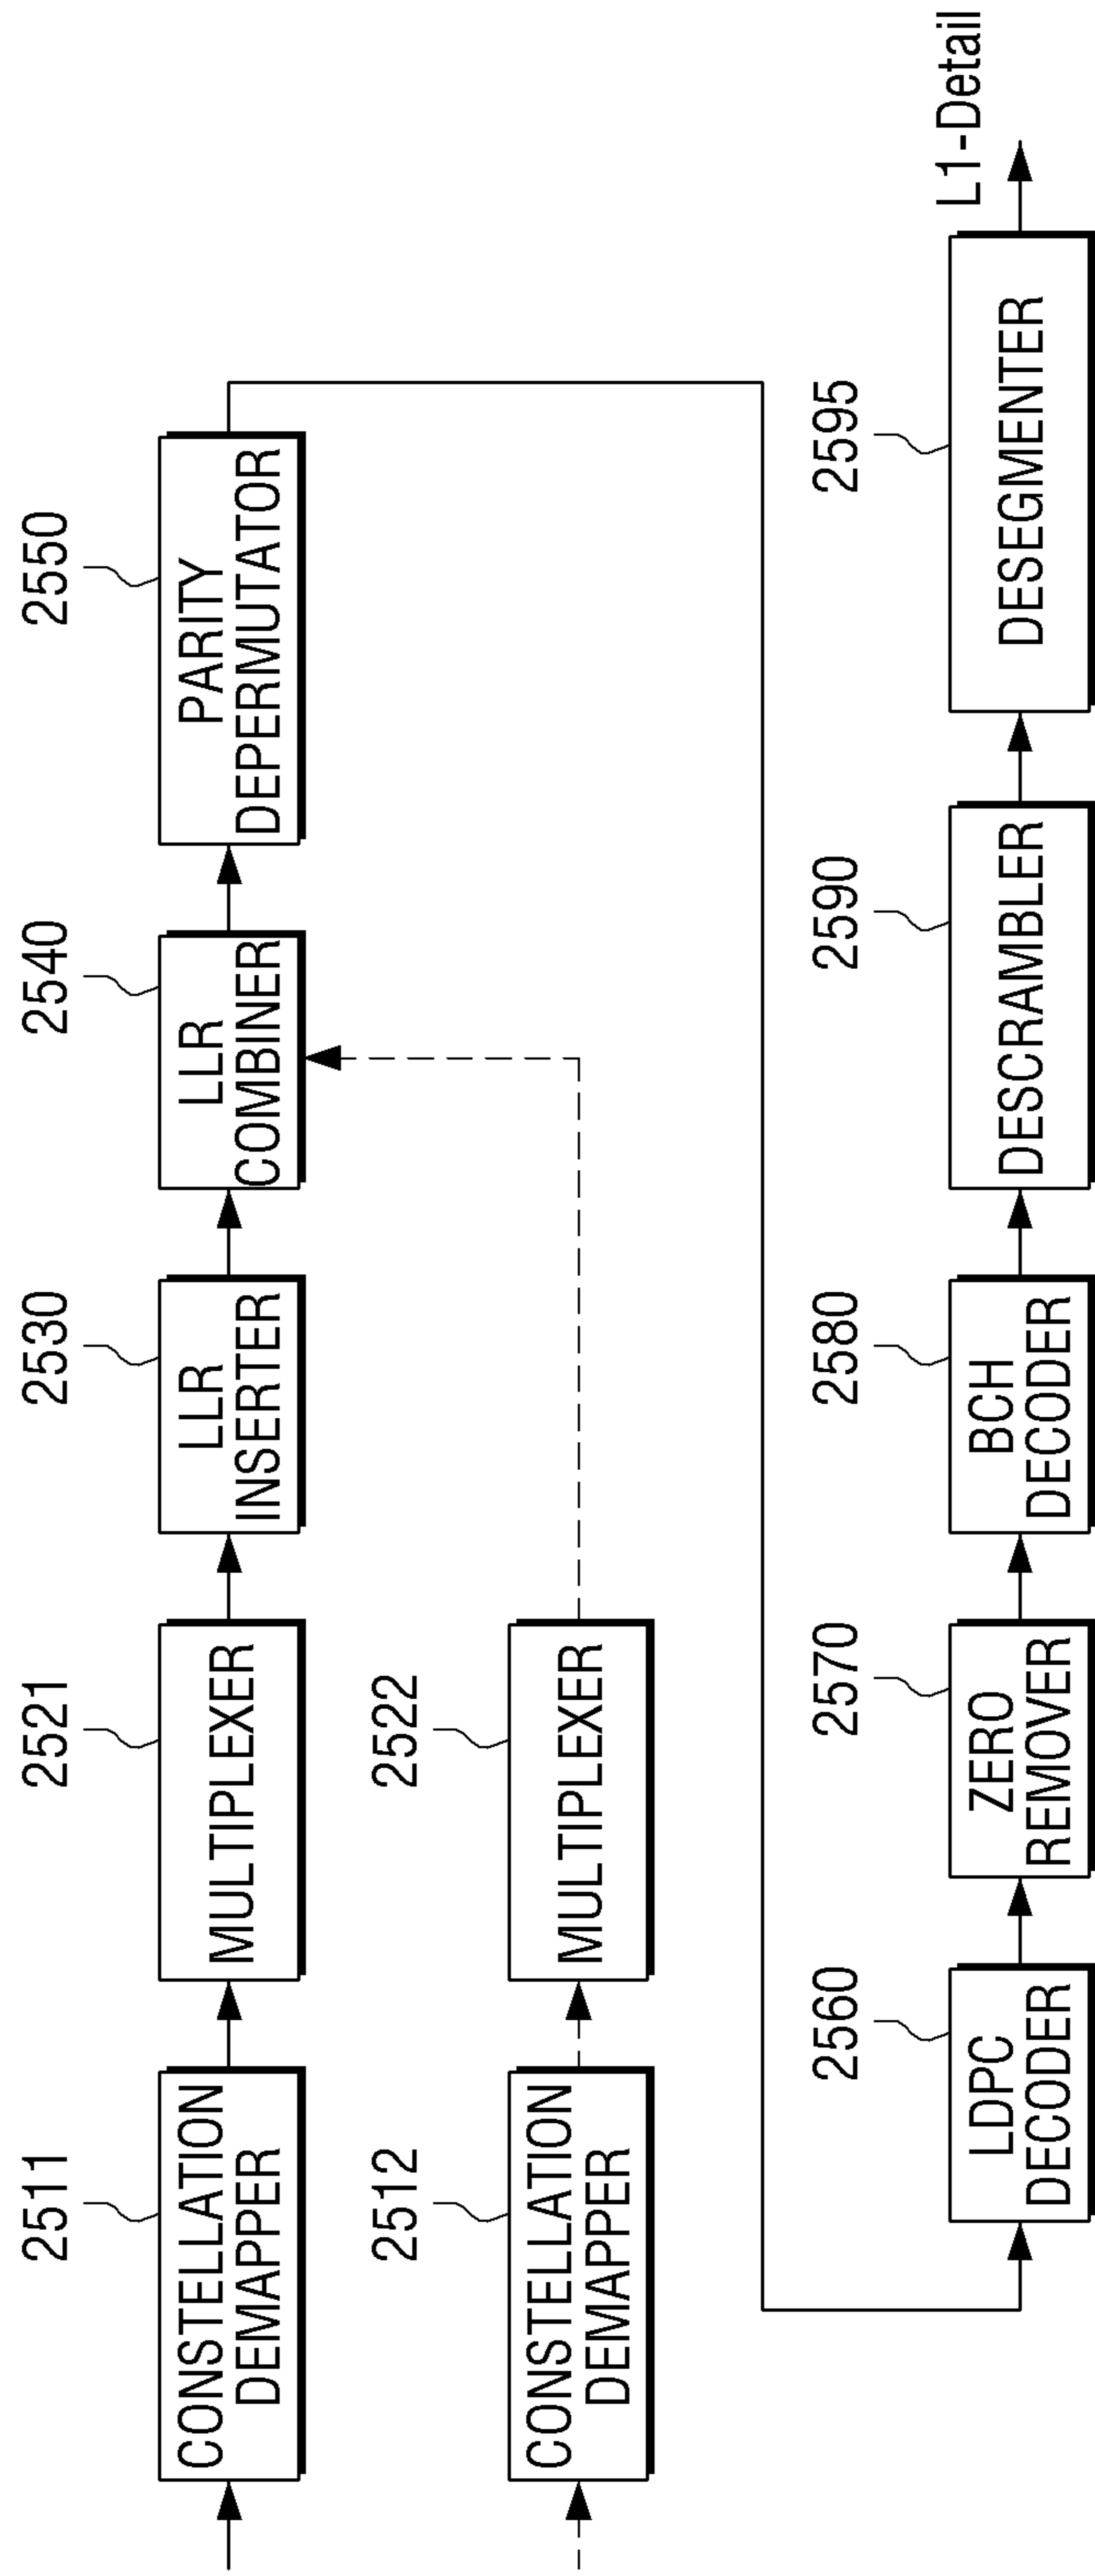 2511
CONSTELLATION
DEMAPPER
2521
MULTIPLEXER
2530
LLR
INSERTER
2540
LLR
COMBINER
2550
PARITY
DEPERMUTATOR
2512
CONSTELLATION
DEMAPPER
2522
MULTIPLEXER
2560
LDPC
DECODER
2570
ZERO
REMOVER
2580
BCH
DECODER
2590
DESCRAMBLER
2595
DESEGMENTER
L1-Detail